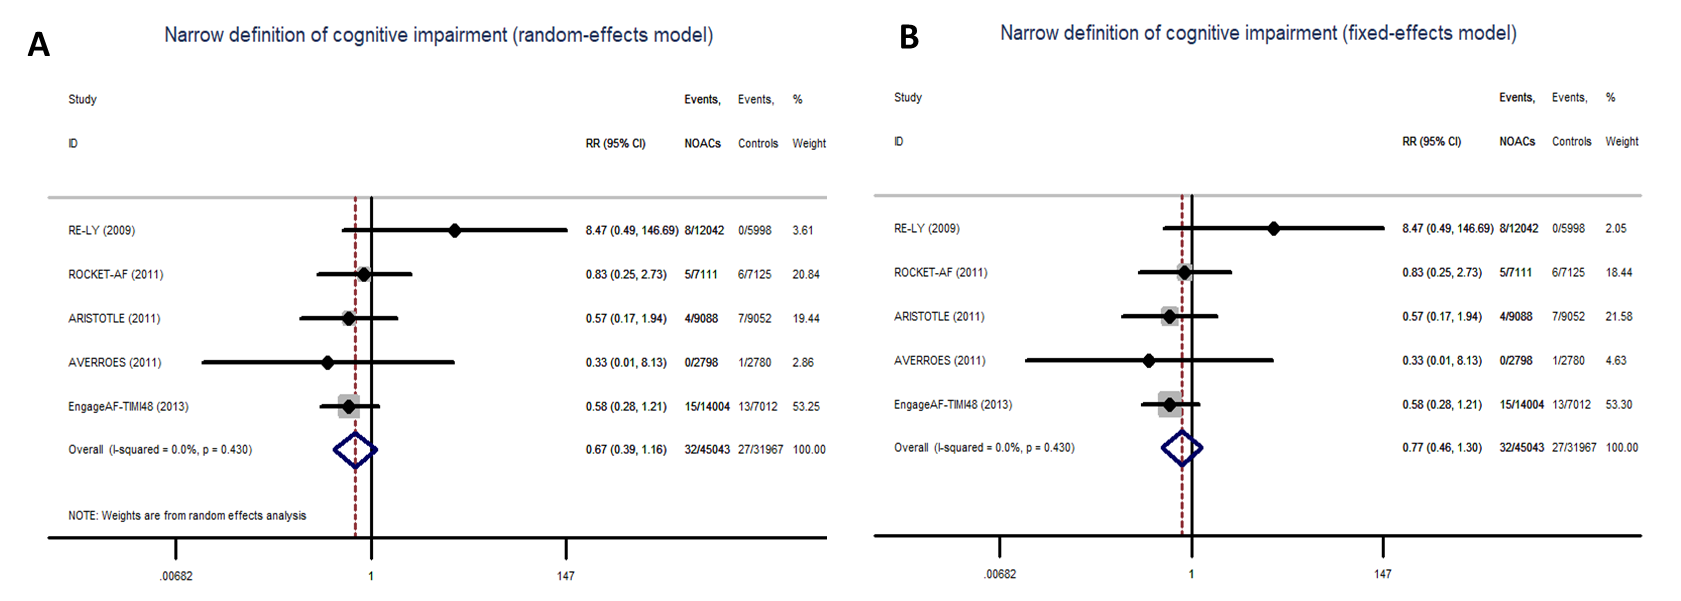 A
Narrow definition of cognitive impairment (random-effects model)
Study Events, Events, %
ID RR (95% CI) NOACs Controls Weight
RE-LY (2009) 8.47 (0.49, 146.69) 8/12042 0/5998 3.61
ROCKET-AF (2011) 0.83 (0.25, 2.73) 5/7111 6/7125 20.84
ARISTOTLE (2011) 0.57 (0.17, 1.94) 4/9088 7/9052 19.44
AVERROES (2011) 0.33 (0.01, 8.13) 0/2798 1/2780 2.86
EngageAF-TIMI48 (2013) 0.58 (0.28, 1.21) 15/14004 13/7012 53.25
Overall (I-squared = 0.0%, p = 0.430) 0.67 (0.39, 1.16) 32/45043 27/31967 100.00
NOTE: Weights are from random effects analysis
.00682 1 147
B
Narrow definition of cognitive impairment (fixed-effects model)
Study Events, Events, %
ID RR (95% CI) NOACs Controls Weight
RE-LY (2009) 8.47 (0.49, 146.69) 8/12042 0/5998 2.05
ROCKET-AF (2011) 0.83 (0.25, 2.73) 5/7111 6/7125 18.44
ARISTOTLE (2011) 0.57 (0.17, 1.94) 4/9088 7/9052 21.58
AVERROES (2011) 0.33 (0.01, 8.13) 0/2798 1/2780 4.63
EngageAF-TIMI48 (2013) 0.58 (0.28, 1.21) 15/14004 13/7012 53.30
Overall (I-squared = 0.0%, p = 0.430) 0.77 (0.46, 1.30) 32/45043 27/31967 100.00
.00682 1 147